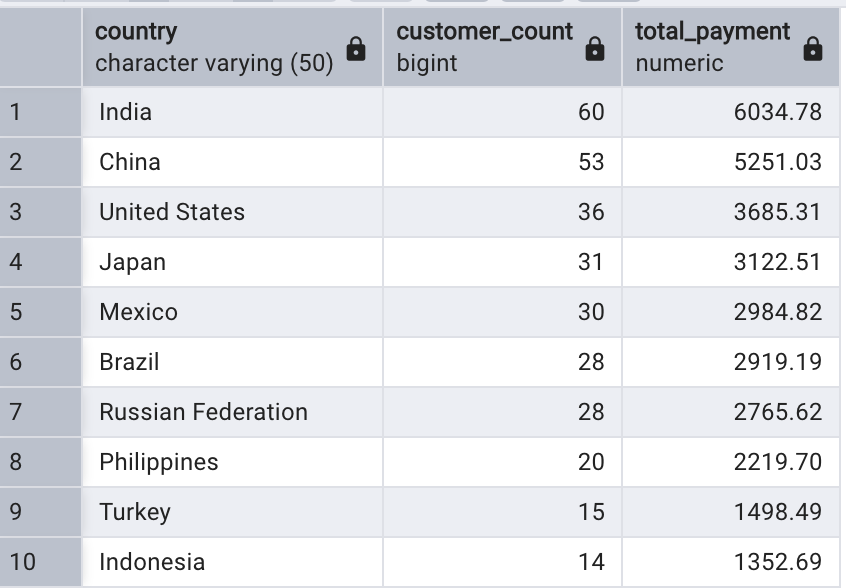 country customer_count total_payment
character varying (50) bigint numeric
1 India 60 6034.78
2 China 53 5251.03
3 United States 36 3685.31
4 Japan 31 3122.51
5 Mexico 30 2984.82
6 Brazil 28 2919.19
7 Russian Federation 28 2765.62
8 Philippines 20 2219.70
9 Turkey 15 1498.49
10 Indonesia 14 1352.69